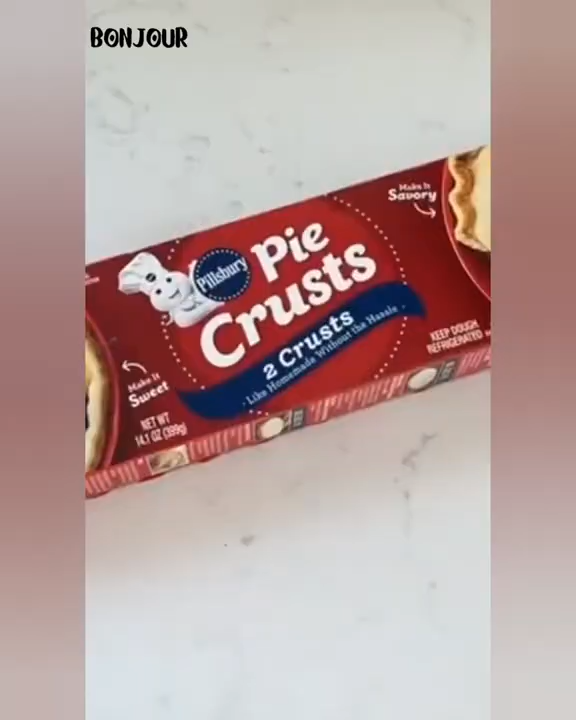 BONJOUR
Make It
Savory
Pillsbury
Pie
Crusts
2 Crusts
Like Homemade Without the Hassle
KEEP DOUGH
REFRIGERATED
Make It
Sweet
NET WT
14.1 OZ (399g)